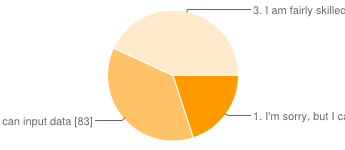 3. I am fairly skilled
can input data [83]
1. I'm sorry, but I ca